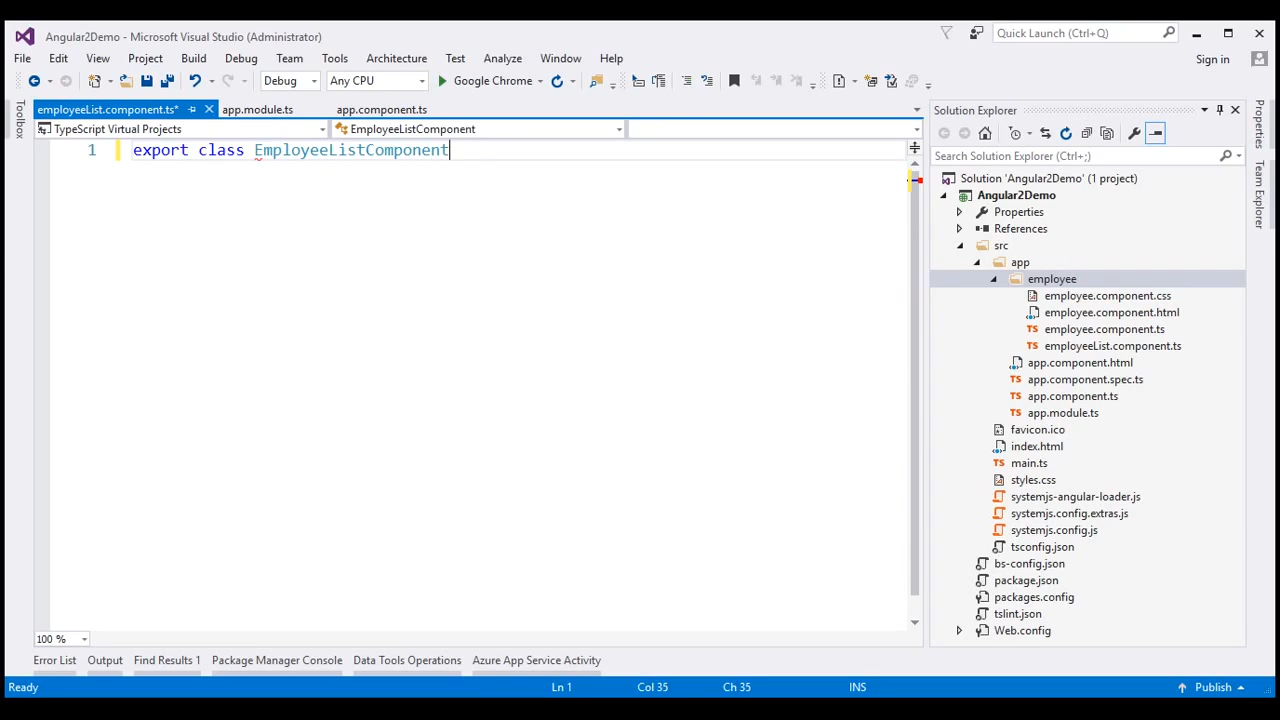 Angular2Demo - Microsoft Visual Studio (Administrator)
Quick Launch (Ctrl+Q)
File Edit View Project Build Debug Team Tools Architecture Test Analyze Window Help
Sign in
Debug Any CPU Google Chrome
Toolbox
employeeList.component.ts* app.module.ts app.component.ts
TypeScript Virtual Projects EmployeeListComponent
1 export class EmployeeListComponent
100 %
Solution Explorer
Search Solution Explorer (Ctrl+;)
Solution 'Angular2Demo' (1 project)
Angular2Demo
Properties
References
src
app
employee
employee.component.css
employee.component.html
employee.component.ts
employeeList.component.ts
app.component.html
app.component.spec.ts
app.component.ts
app.module.ts
favicon.ico
index.html
main.ts
styles.css
systemjs-angular-loader.js
systemjs.config.extras.js
systemjs.config.js
tsconfig.json
bs-config.json
package.json
packages.config
tslint.json
Web.config
Properties
Team Explorer
Error List Output Find Results 1 Package Manager Console Data Tools Operations Azure App Service Activity
Ready Ln 1 Col 35 Ch 35 INS Publish